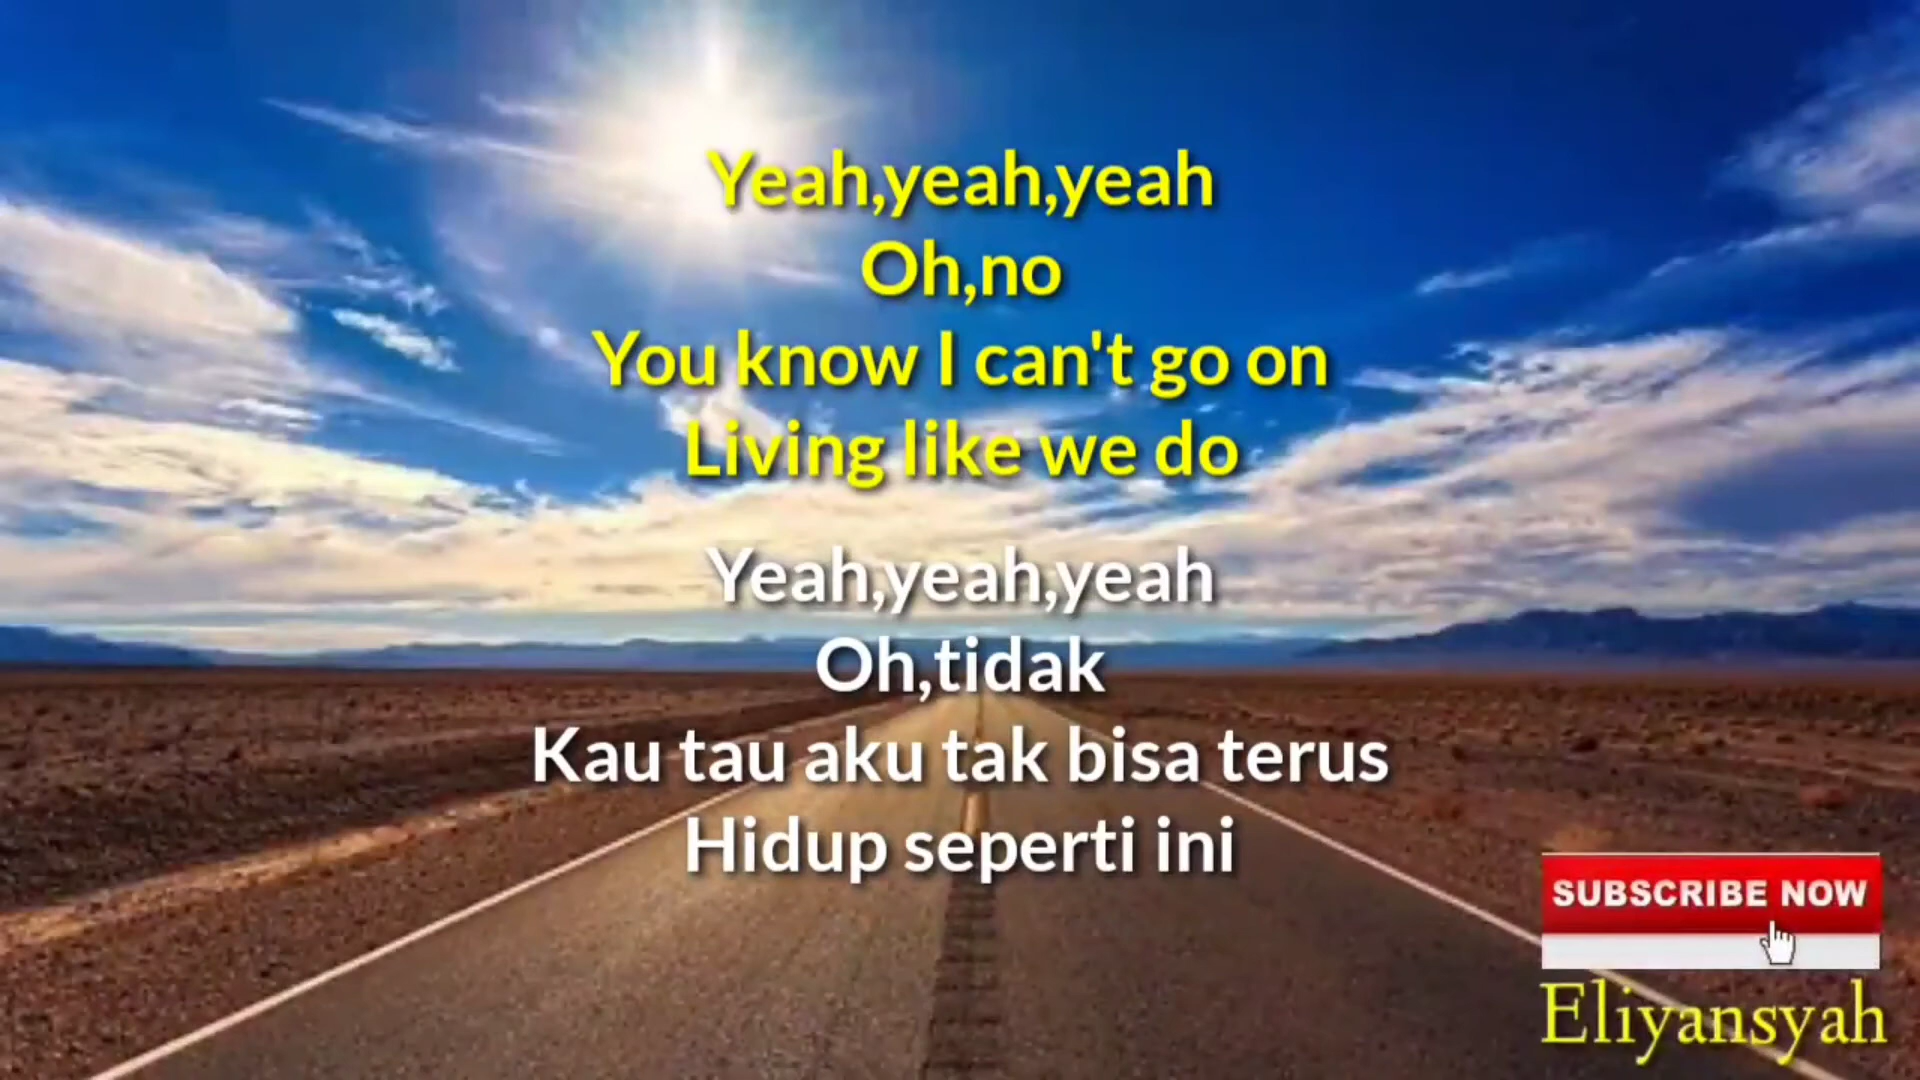 Yeah,yeah,yeah
Oh,no
You know I can't go on
Living like we do
Yeah,yeah,yeah
Oh,tidak
Kau tau aku tak bisa terus
Hidup seperti ini
SUBSCRIBE NOW
Eliyansyah